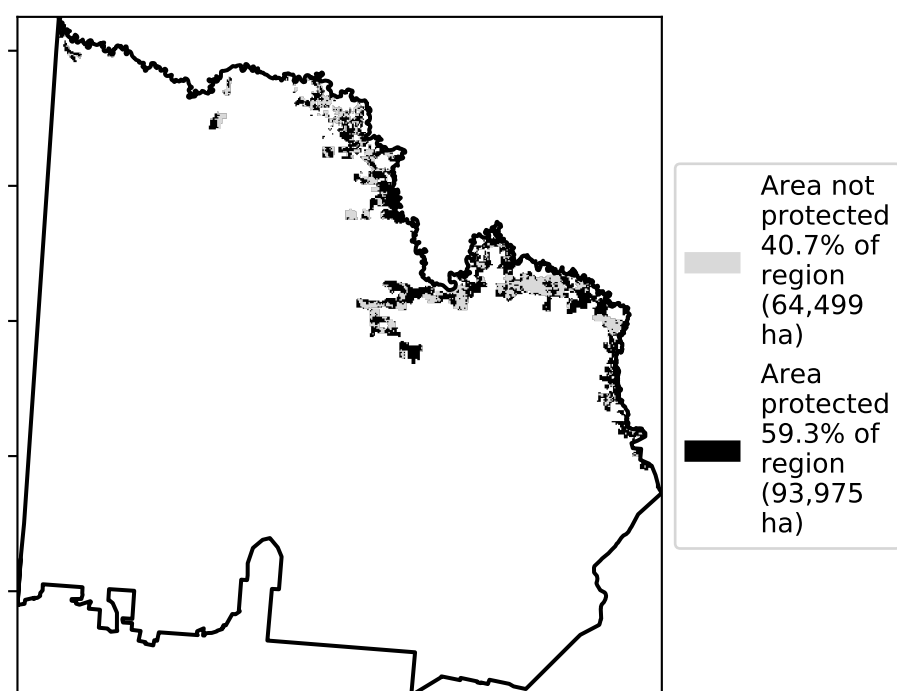 Area not
protected
40.7% of
region
(64,499
ha)
Area
protected
59.3% of
region
(93,975
ha)